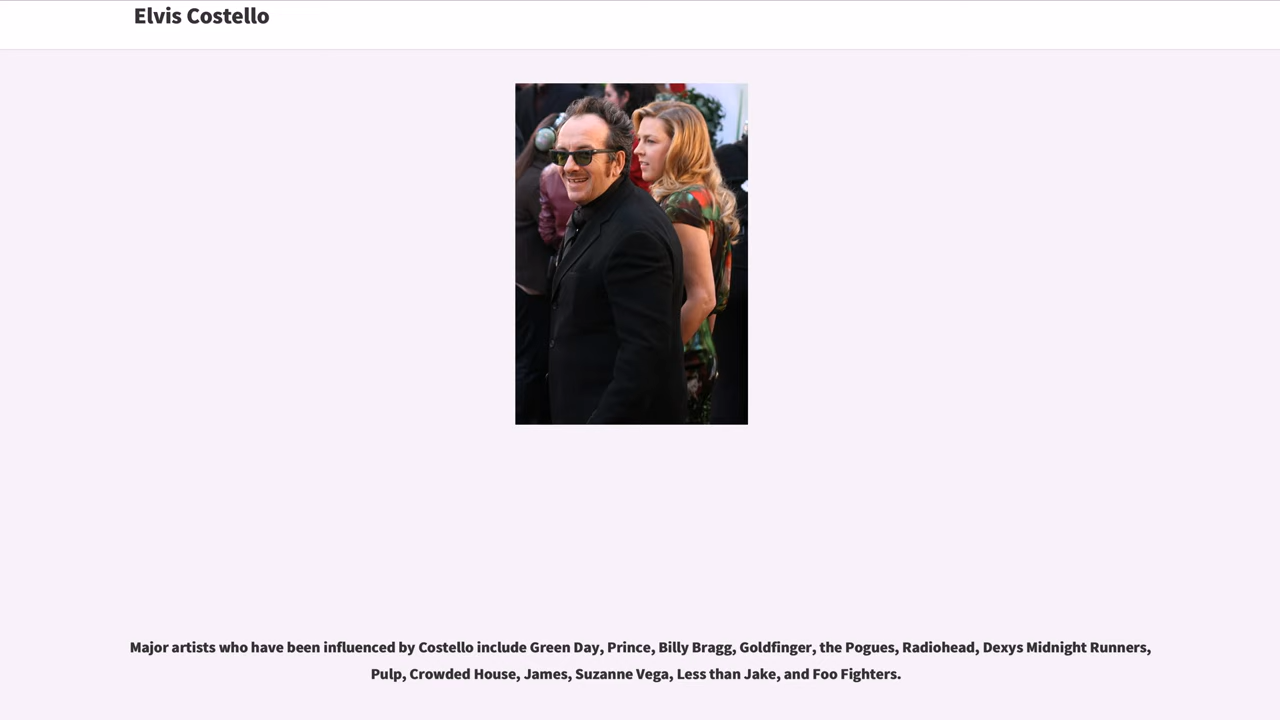 Elvis Costello
Major artists who have been influenced by Costello include Green Day, Prince, Billy Bragg, Goldfinger, the Pogues, Radiohead, Dexys Midnight Runners,
Pulp, Crowded House, James, Suzanne Vega, Less than Jake, and Foo Fighters.